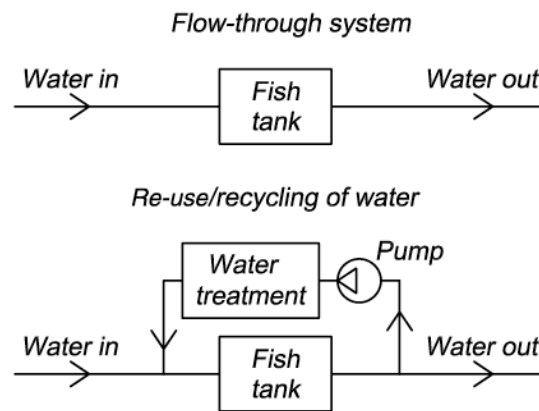 Flow-through system
Water in
Fish
tank
Water out
Re-use/recycling of water
Water
treatment
Pump
Water in
Fish
tank
Water out